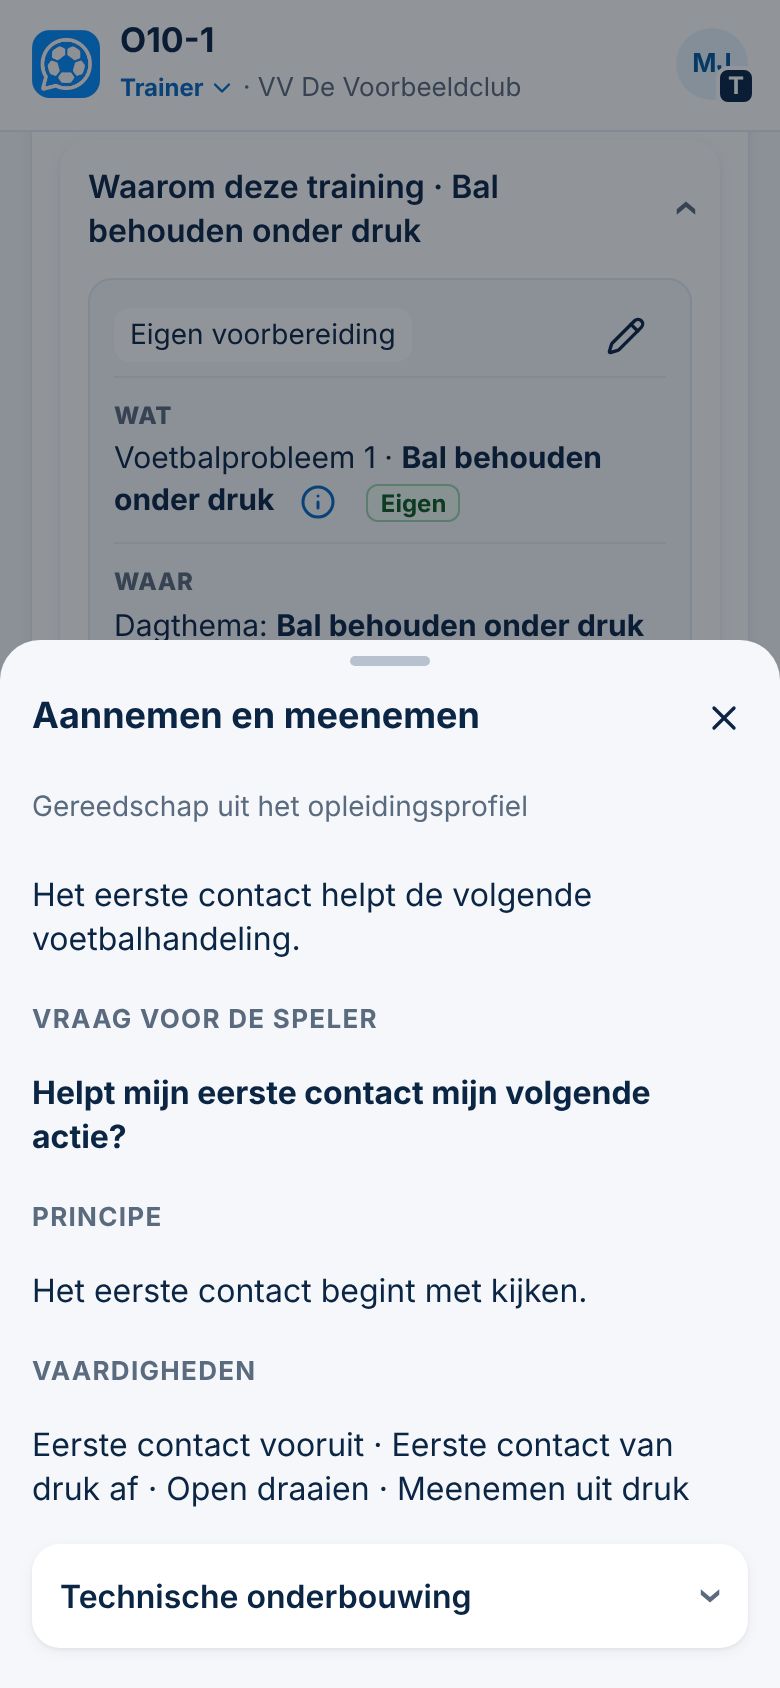 O10-1
Trainer · VV De Voorbeeldclub
T
Waarom deze training · Bal
behouden onder druk
Eigen voorbereiding
WAT
Voetbalprobleem 1 · Bal behouden
onder druk Eigen
WAAR
Dagthema: Bal behouden onder druk
Aannemen en meenemen
Gereedschap uit het opleidingsprofiel
Het eerste contact helpt de volgende
voetbalhandeling.
VRAAG VOOR DE SPELER
Helpt mijn eerste contact mijn volgende
actie?
PRINCIPE
Het eerste contact begint met kijken.
VAARDIGHEDEN
Eerste contact vooruit · Eerste contact van
druk af · Open draaien · Meenemen uit druk
Technische onderbouwing